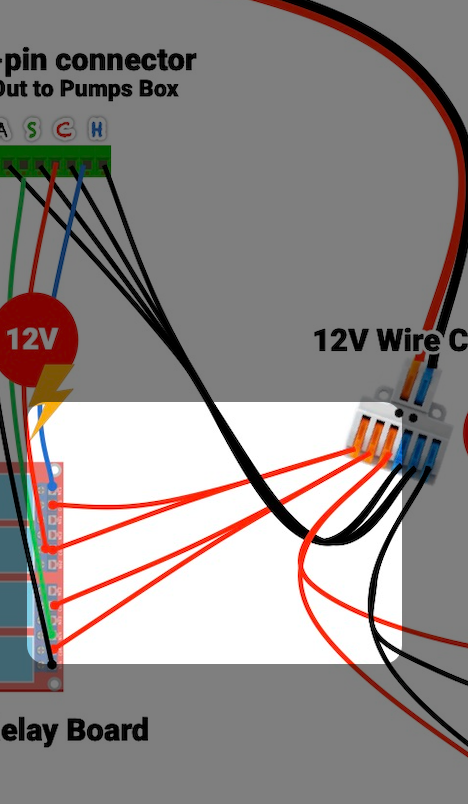 -pin connector
Out to Pumps Box
A S C H
12V
12V Wire C
elay Board